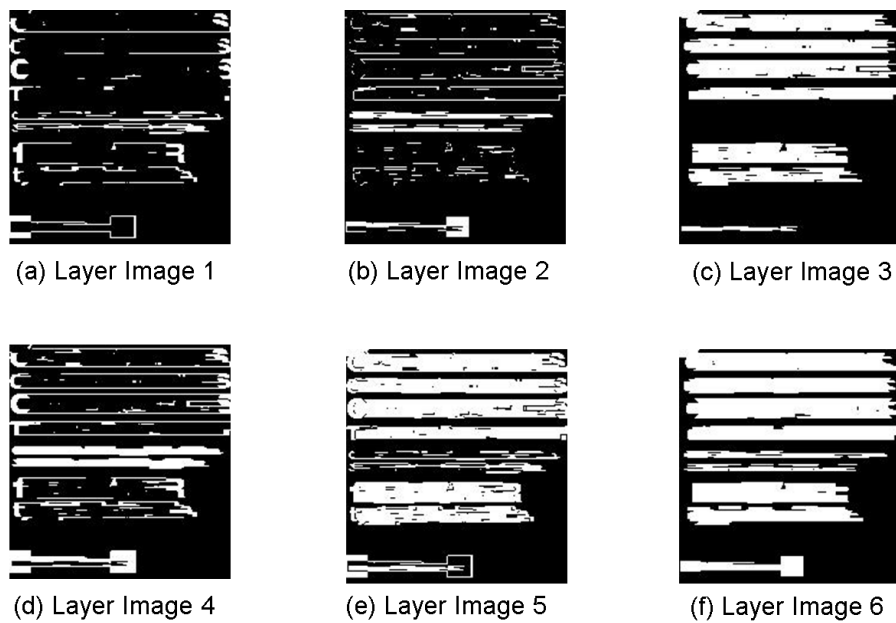 (a) Layer Image 1
(b) Layer Image 2
(c) Layer Image 3
(d) Layer Image 4
(e) Layer Image 5
(f) Layer Image 6